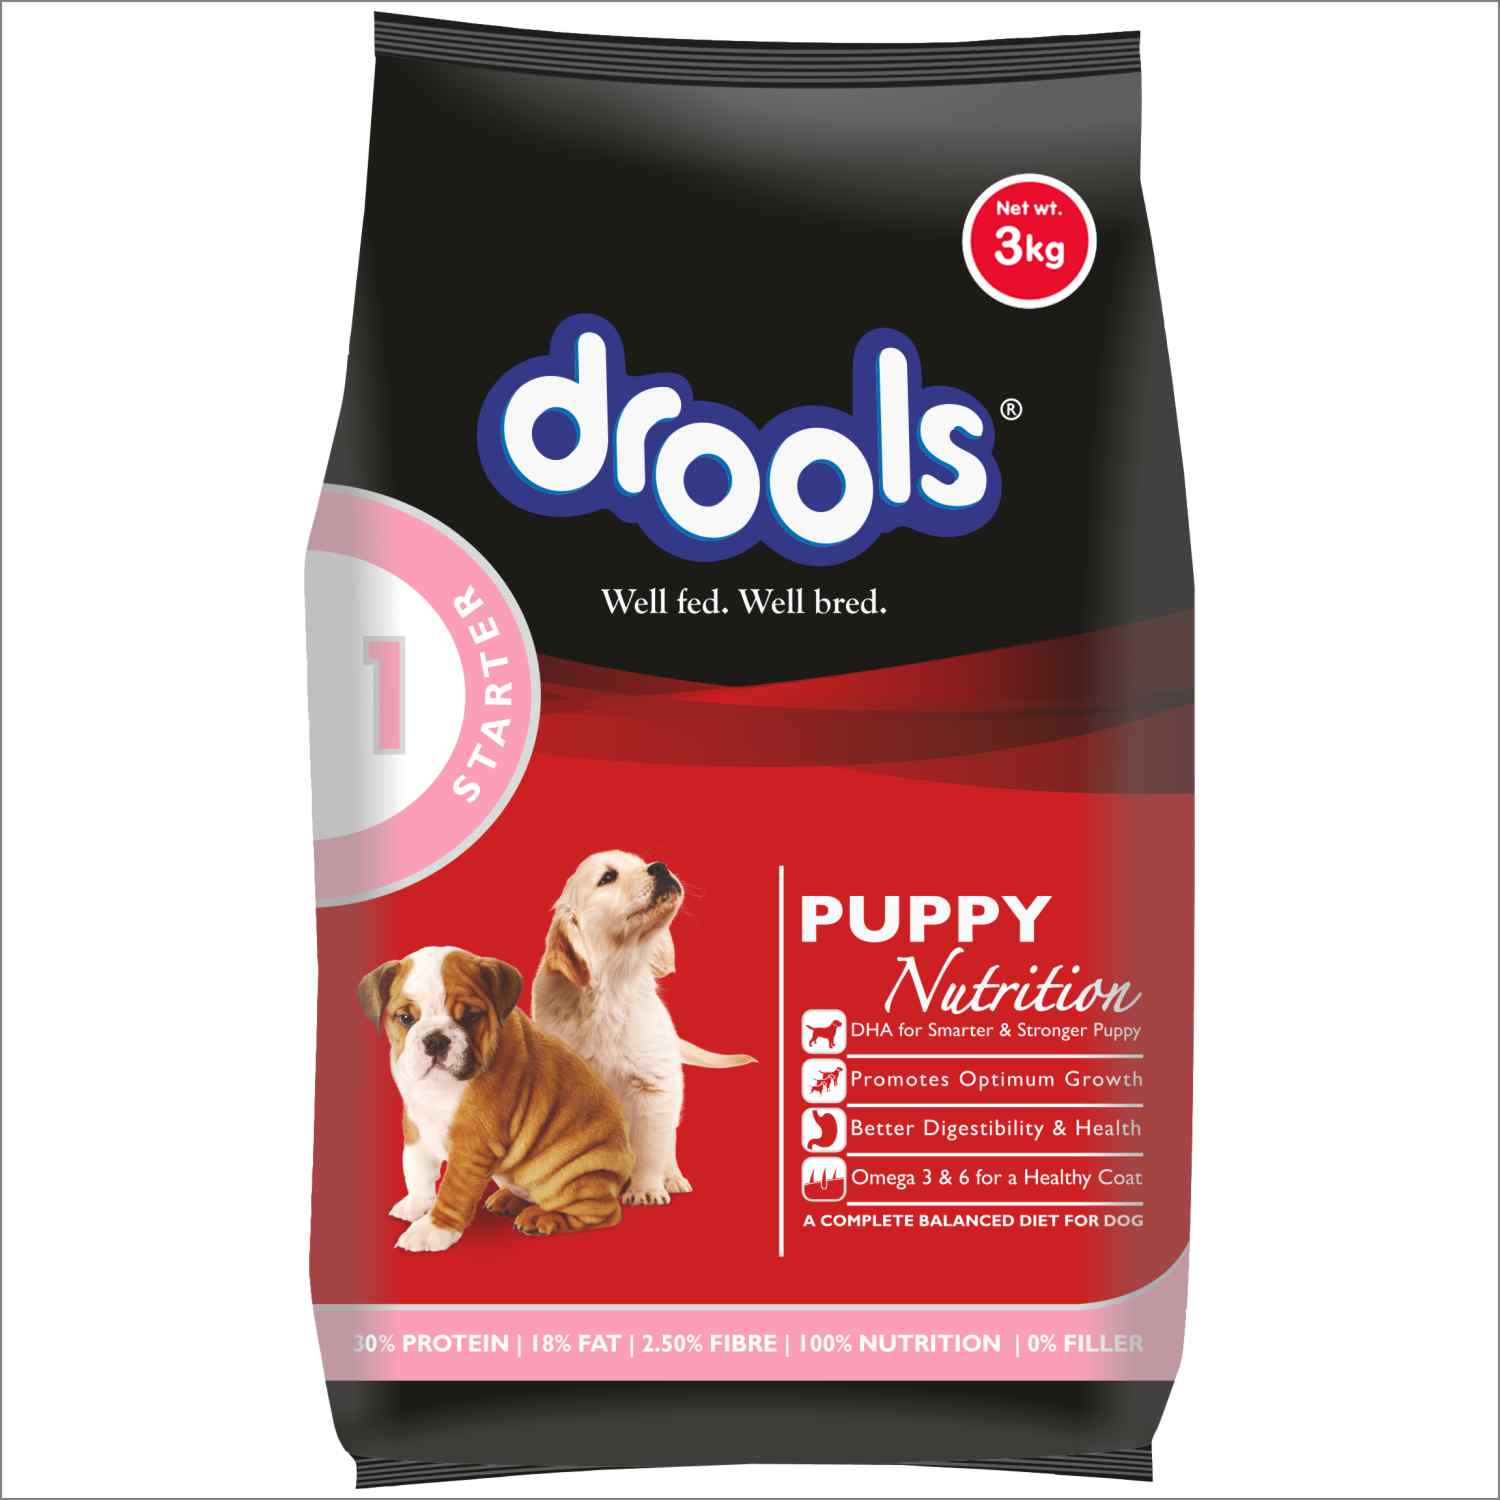 Net wt.
3kg
drools®
Well fed. Well bred.
1
STARTER
PUPPY
Nutrition
DHA for Smarter & Stronger Puppy
Promotes Optimum Growth
Better Digestibility & Health
Omega 3 & 6 for a Healthy Coat
A COMPLETE BALANCED DIET FOR DOG
30% PROTEIN | 18% FAT | 2.50% FIBRE | 100% NUTRITION | 0% FILLER